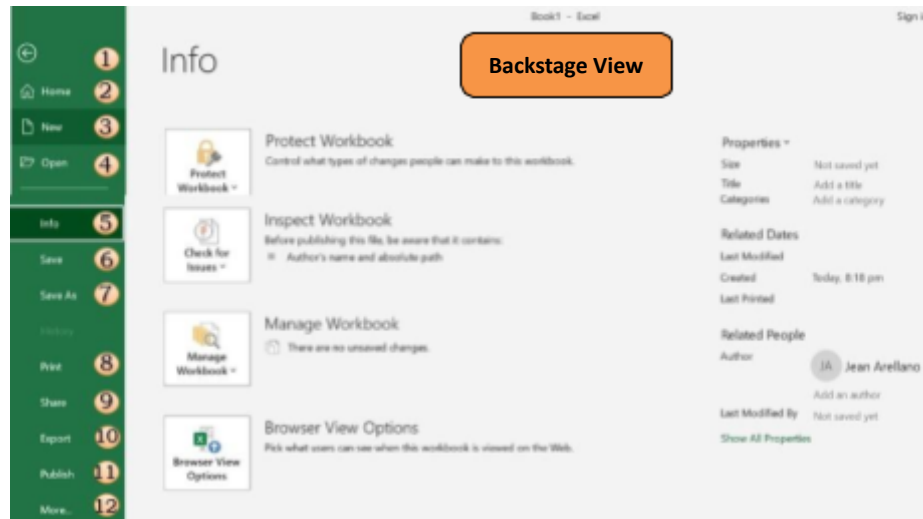 Book1 - Excel
Sign i
Info
Backstage View
1
Home 2
New 3
Open 4
Info 5
Save 6
Save As 7
History
Print 8
Share 9
Export 10
Publish 11
More.. 12
Protect Workbook
Protect Workbook
Control what types of changes people can make to this workbook.
Check for Issues
Inspect Workbook
Before publishing this file, be aware that it contains:
Author's name and absolute path
Manage Workbook
Manage Workbook
There are no unsaved changes.
Browser View Options
Browser View Options
Pick what users can see when this workbook is viewed on the Web.
Properties
Size Not saved yet
Title Add a title
Categories Add a category
Related Dates
Last Modified
Created Today, 8:18 pm
Last Printed
Related People
Author JA Jean Arellano
Add an author
Last Modified By Not saved yet
Show All Properties